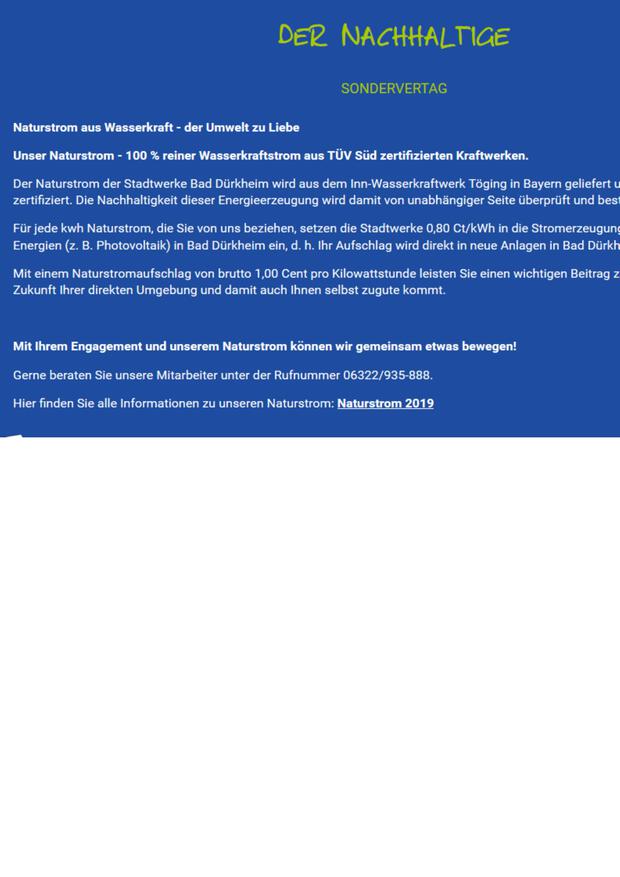 DER NACHHALTIGE
SONDERVERTAG
Naturstrom aus Wasserkraft - der Umwelt zu Liebe
Unser Naturstrom - 100 % reiner Wasserkraftstrom aus TÜV Süd zertifizierten Kraftwerken.
Der Naturstrom der Stadtwerke Bad Dürkheim wird aus dem Inn-Wasserkraftwerk Töging in Bayern geliefert
zertifiziert. Die Nachhaltigkeit dieser Energieerzeugung wird damit von unabhängiger Seite überprüft und
Für jede kwh Naturstrom, die Sie von uns beziehen, setzen die Stadtwerke 0,80 Ct/kWh in die Stromerzeugung
Energien (z. B. Photovoltaik) in Bad Dürkheim ein, d. h. Ihr Aufschlag wird direkt in neue Anlagen in Bad
Mit einem Naturstromaufschlag von brutto 1,00 Cent pro Kilowattstunde leisten Sie einen wichtigen Beitrag
Zukunft Ihrer direkten Umgebung und damit auch Ihnen selbst zugute kommt.
Mit Ihrem Engagement und unserem Naturstrom können wir gemeinsam etwas bewegen!
Gerne beraten Sie unsere Mitarbeiter unter der Rufnummer 06322/935-888.
Hier finden Sie alle Informationen zu unseren Naturstrom: Naturstrom 2019